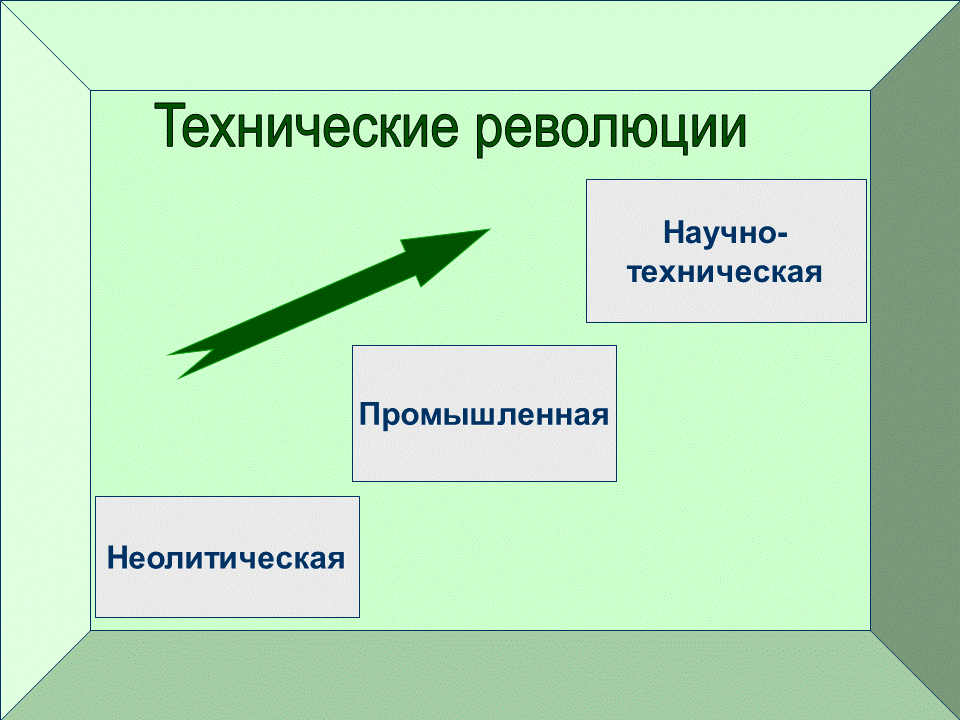 Технические революции
Научно-
техническая
Промышленная
Неолитическая